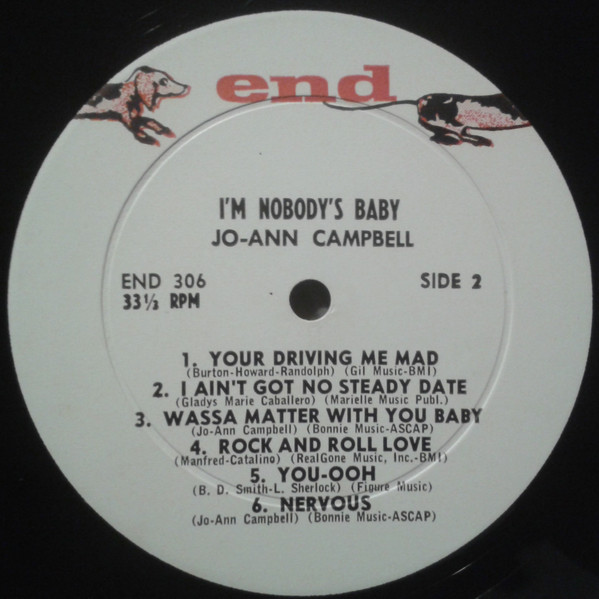 end
I'M NOBODY'S BABY
JO-ANN CAMPBELL
END 306 SIDE 2
33⅓ RPM
1. YOUR DRIVING ME MAD
(Burton-Howard-Randolph) (Gil Music-BMI)
2. I AIN'T GOT NO STEADY DATE
(Gladys Marie Caballero) (Marielle Music Publ.)
3. WASSA MATTER WITH YOU BABY
(Jo-Ann Campbell) (Bonnie Music-ASCAP)
4. ROCK AND ROLL LOVE
(Manfred-Catalino) (RealGone Music, Inc.-BMI)
5. YOU-OOH
(B. D. Smith-L. Sherlock) (Figure Music)
6. NERVOUS
(Jo-Ann Campbell) (Bonnie Music-ASCAP)